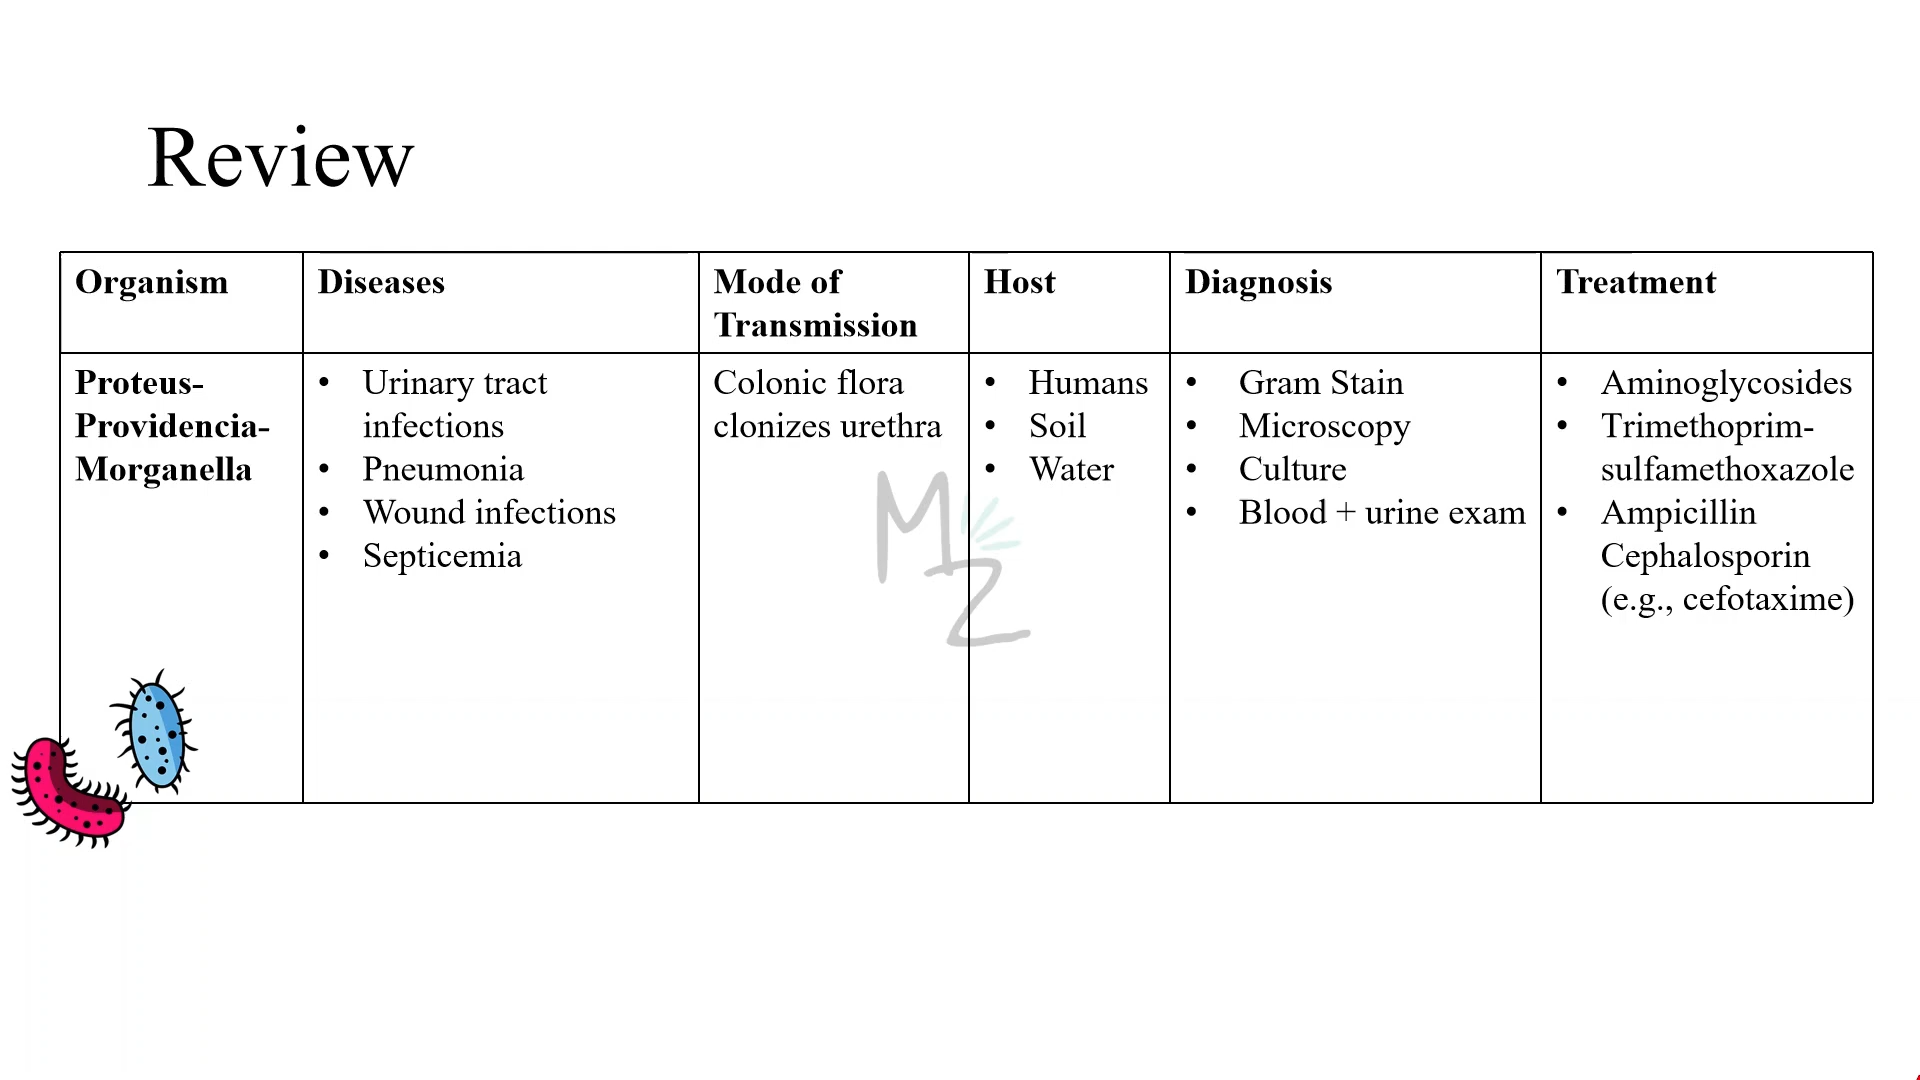 Review
Organism
Diseases
Mode of
Transmission
Host
Diagnosis
Treatment
Proteus-
Providencia-
Morganella
• Urinary tract
infections
• Pneumonia
• Wound infections
• Septicemia
Colonic flora
clonizes urethra
• Humans
• Soil
• Water
• Gram Stain
• Microscopy
• Culture
• Blood + urine exam
• Aminoglycosides
• Trimethoprim-
sulfamethoxazole
• Ampicillin
Cephalosporin
(e.g., cefotaxime)
MZ